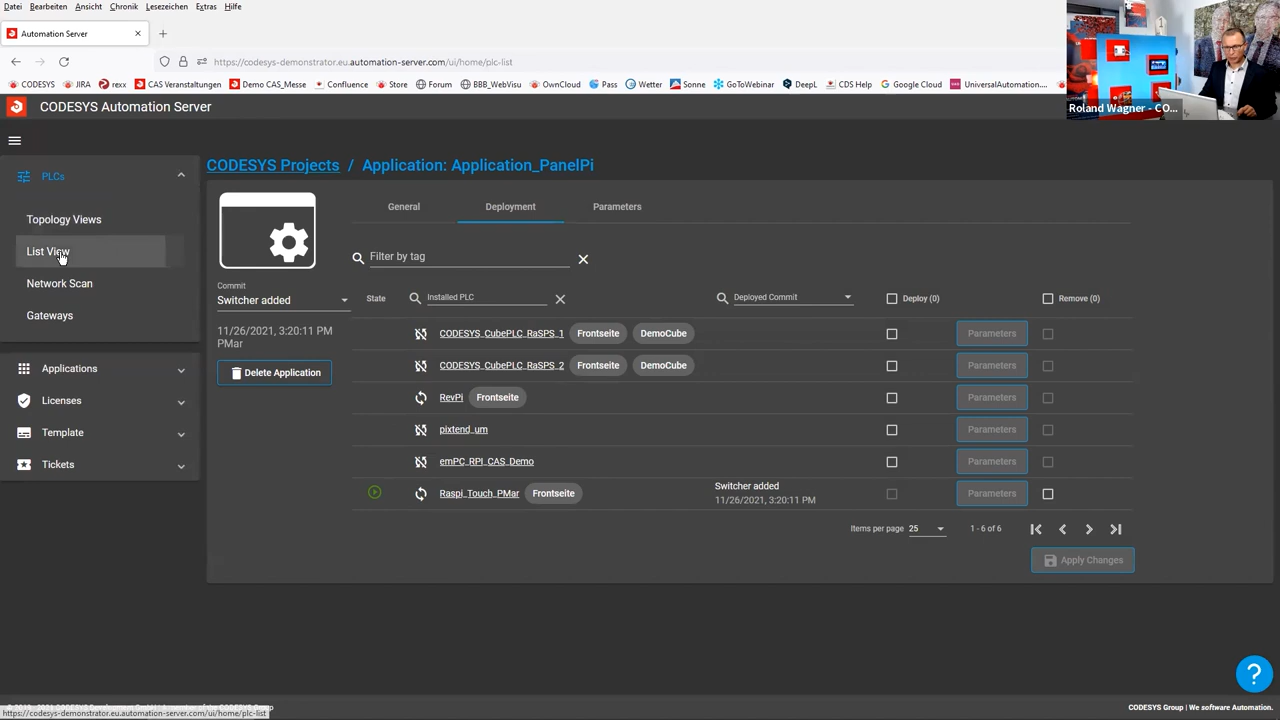 Datei Bearbeiten Ansicht Chronik Lesezeichen Extras Hilfe
Automation Server
https://codesys-demonstrator.eu.automation-server.com/ui/home/plc-list
CODESYS JIRA rexx CAS Veranstaltungen Demo CAS_Messe Confluence Store Forum BBB_WebVisu OwnCloud Pass Wetter Sonne GoToWebinar DeepL CDS Help Google Cloud UniversalAutomation....
Roland Wagner - CO...
CODESYS Automation Server
PLCs
Topology Views
List View
Network Scan
Gateways
Applications
Licenses
Template
Tickets
CODESYS Projects / Application: Application_PanelPi
General Deployment Parameters
Filter by tag
Commit
Switcher added
11/26/2021, 3:20:11 PM
PMar
Delete Application
State Installed PLC Deployed Commit Deploy (0) Remove (0)
CODESYS_CubePLC_RaSPS_1 Frontseite DemoCube Parameters
CODESYS_CubePLC_RaSPS_2 Frontseite DemoCube Parameters
RevPi Frontseite Parameters
pixtend_um Parameters
emPC_RPI_CAS_Demo Parameters
Raspi_Touch_PMar Frontseite Switcher added Parameters
11/26/2021, 3:20:11 PM
Items per page 25 1 - 6 of 6
Apply Changes
?
https://codesys-demonstrator.eu.automation-server.com/ui/home/plc-list
CODESYS Group | We software Automation.